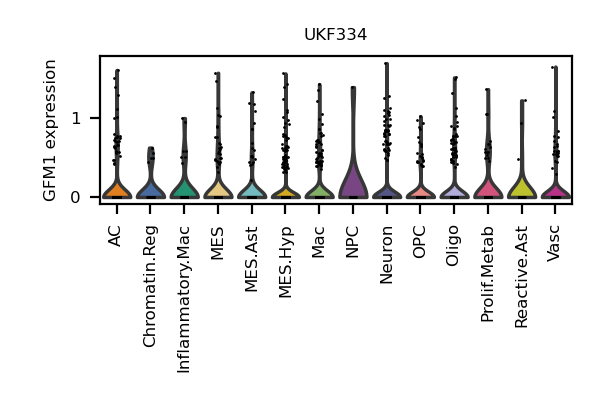 UKF334
GFM1 expression
1
0
AC
Chromatin.Reg
Inflammatory.Mac
MES
MES.Ast
MES.Hyp
Mac
NPC
Neuron
OPC
Oligo
Prolif.Metab
Reactive.Ast
Vasc